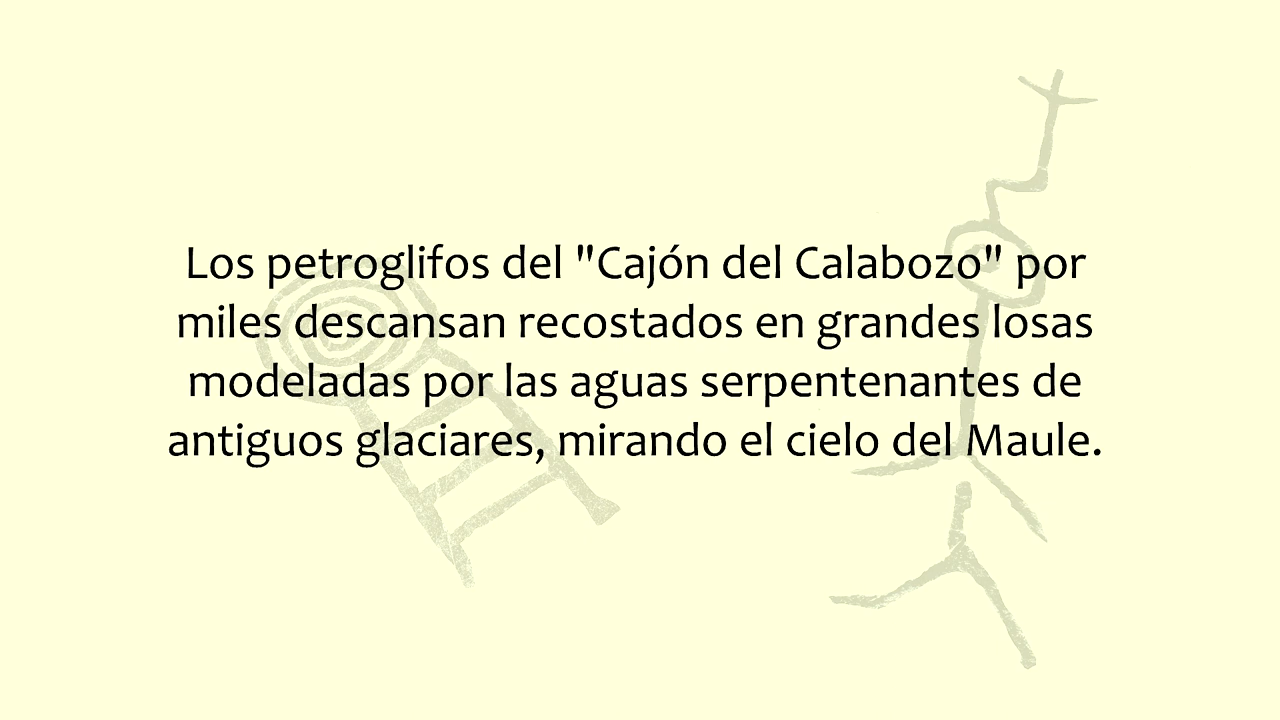 Los petroglifos del "Cajón del Calabozo" por
miles descansan recostados en grandes losas
modeladas por las aguas serpentenantes de
antiguos glaciares, mirando el cielo del Maule.